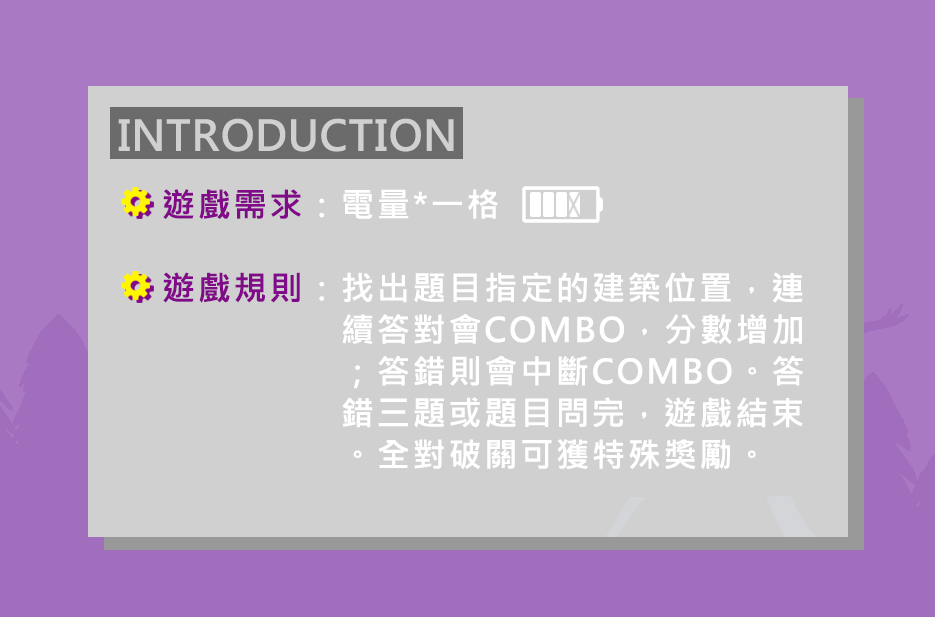 INTRODUCTION
遊戲需求：電量*一格
遊戲規則：找出題目指定的建築位置，連
續答對會COMBO，分數增加
；答錯則會中斷COMBO。答
錯三題或題目問完，遊戲結束
。全對破關可獲特殊獎勵。